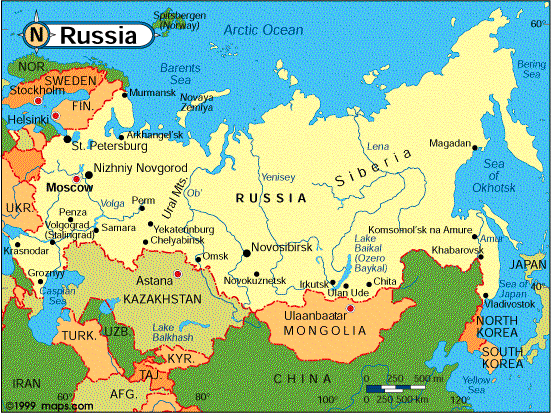 N Russia
Spitsbergen
(Norway)
Arctic Ocean
60°
Barents
Sea
Bering
Sea
NOR.
SWEDEN
Stockholm
FIN.
Murmansk
Novaya
Zemlya
Helsinki
Arkhangel'sk
St. Petersburg
Lena
Magadan
Sea
of
Okhotsk
Nizhniy Novgorod
Moscow
Ural Mts.
Ob'
Yenisey
Siberia
RUSSIA
UKR.
Volga
Perm
Penza
Volgograd
(Stalingrad)
Samara
Yekaterinburg
Chelyabinsk
Komsomol'sk na Amure
Amur
Khabarovsk
Krasnodar
Omsk
Novosibirsk
Lake
Baikal
(Ozero
Baykal)
JAPAN
Groznyy
Astana
Novokuznetsk
Irkutsk
Ulan Ude
Chita
Sea of
Japan
40°
Caspian
Sea
KAZAKHSTAN
Ulaanbaatar
Vladivostok
MONGOLIA
TURK.
UZB.
Lake
Balkhash
NORTH
KOREA
KYR.
SOUTH
KOREA
IRAN
TAJ.
CHINA
0 250 500 mi
0 250 500 km
Yellow
Sea
60°
AFG.
80°
100°
120°
©1999 maps.com